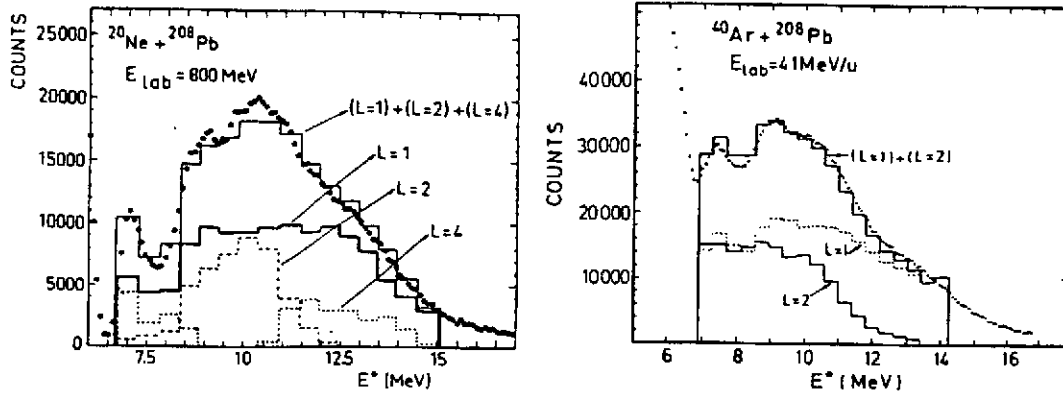 COUNTS
25000
20000
15000
10000
5000
0
²⁰Ne + ²⁰⁸Pb
E lab = 800 MeV
(L=1)+(L=2)+(L=4)
L=1
L=2
L=4
7.5
10
12.5
15
E* (MeV)
COUNTS
40000
30000
20000
10000
⁴⁰Ar + ²⁰⁸Pb
E lab = 41 MeV/u
(L=1)+(L=2)
L=1
L=2
6
8
10
12
14
16
E* (MeV)